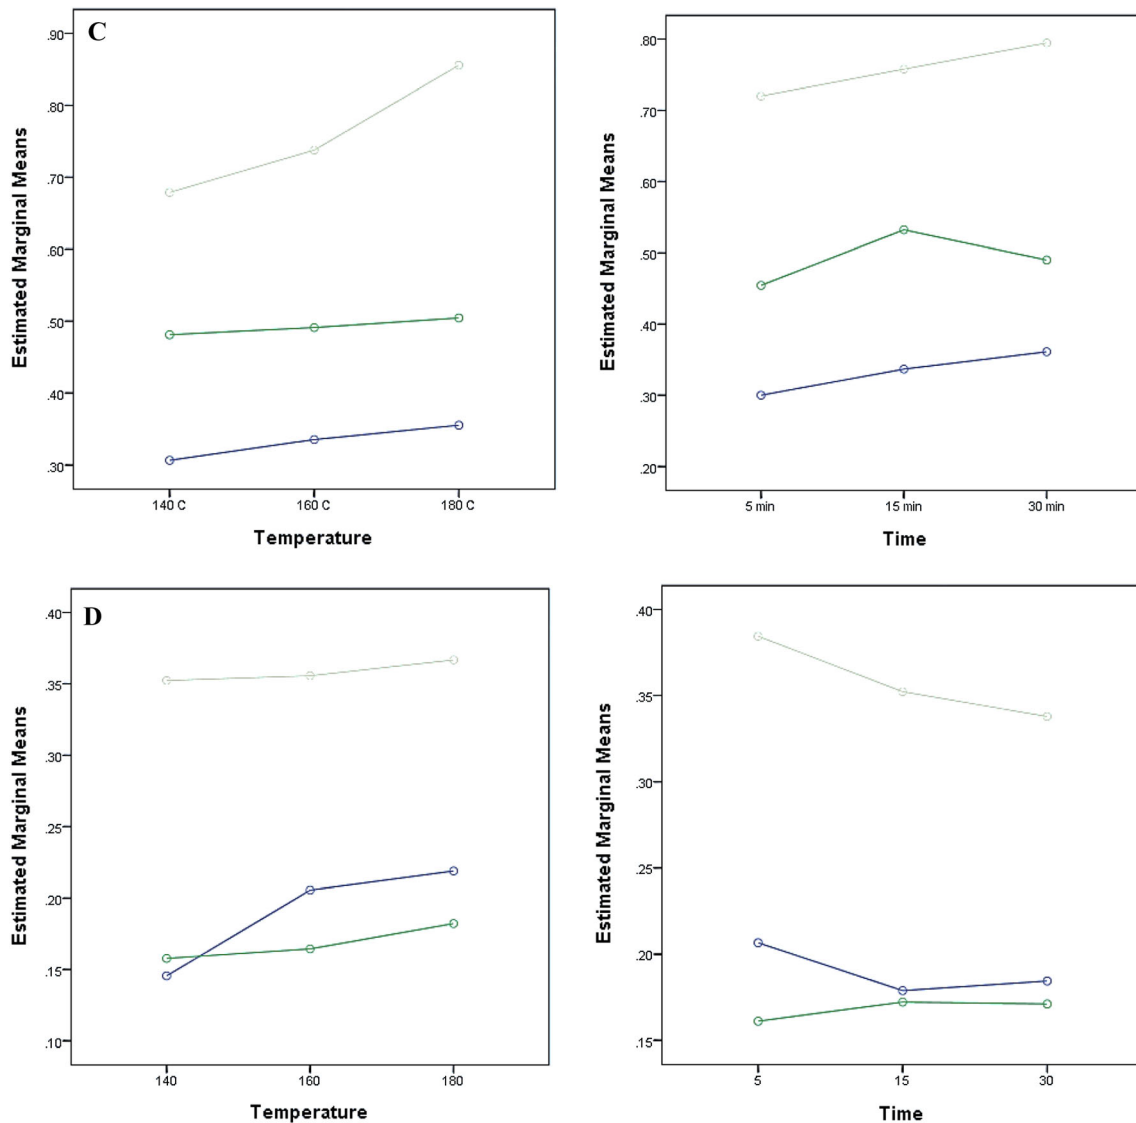 C
.90
.80
.70
.60
.50
.40
.30
Estimated Marginal Means
140 C 160 C 180 C
Temperature
.80
.70
.60
.50
.40
.30
.20
Estimated Marginal Means
5 min 15 min 30 min
Time
D
.40
.35
.30
.25
.20
.15
.10
Estimated Marginal Means
140 160 180
Temperature
.40
.35
.30
.25
.20
.15
Estimated Marginal Means
5 15 30
Time